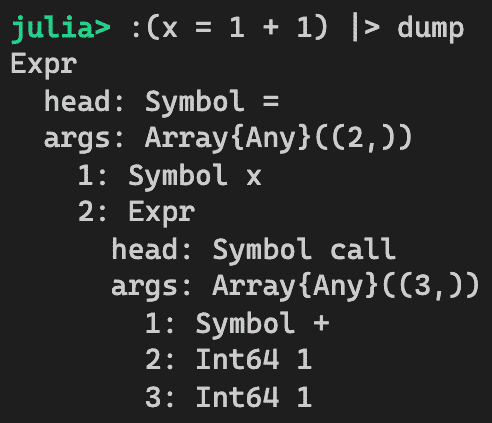 julia> :(x = 1 + 1) |> dump
Expr
  head: Symbol =
  args: Array{Any}((2,))
    1: Symbol x
    2: Expr
      head: Symbol call
      args: Array{Any}((3,))
        1: Symbol +
        2: Int64 1
        3: Int64 1